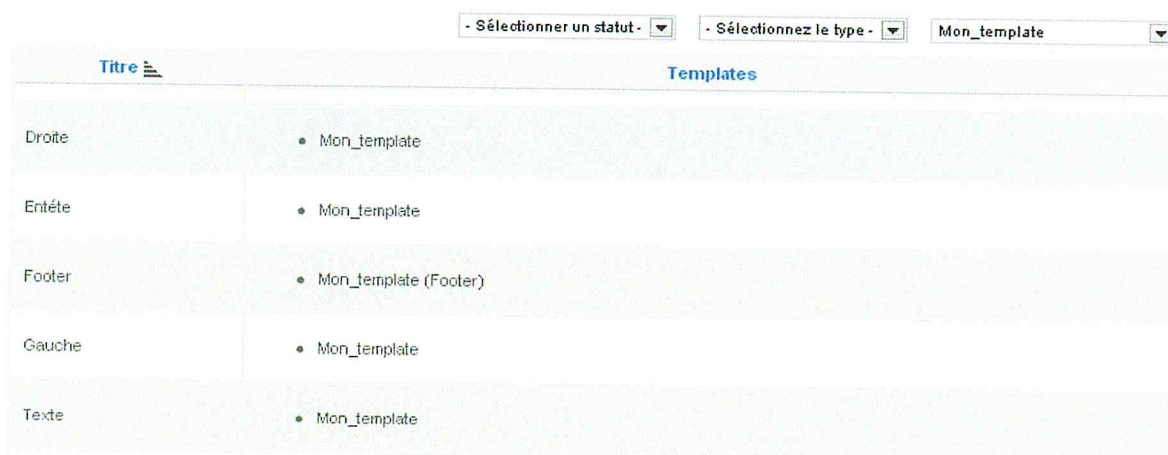 - Sélectionner un statut - - Sélectionnez le type - Mon_template
Titre Templates
Droite • Mon_template
Entéte • Mon_template
Footer • Mon_template (Footer)
Gauche • Mon_template
Texte • Mon_template